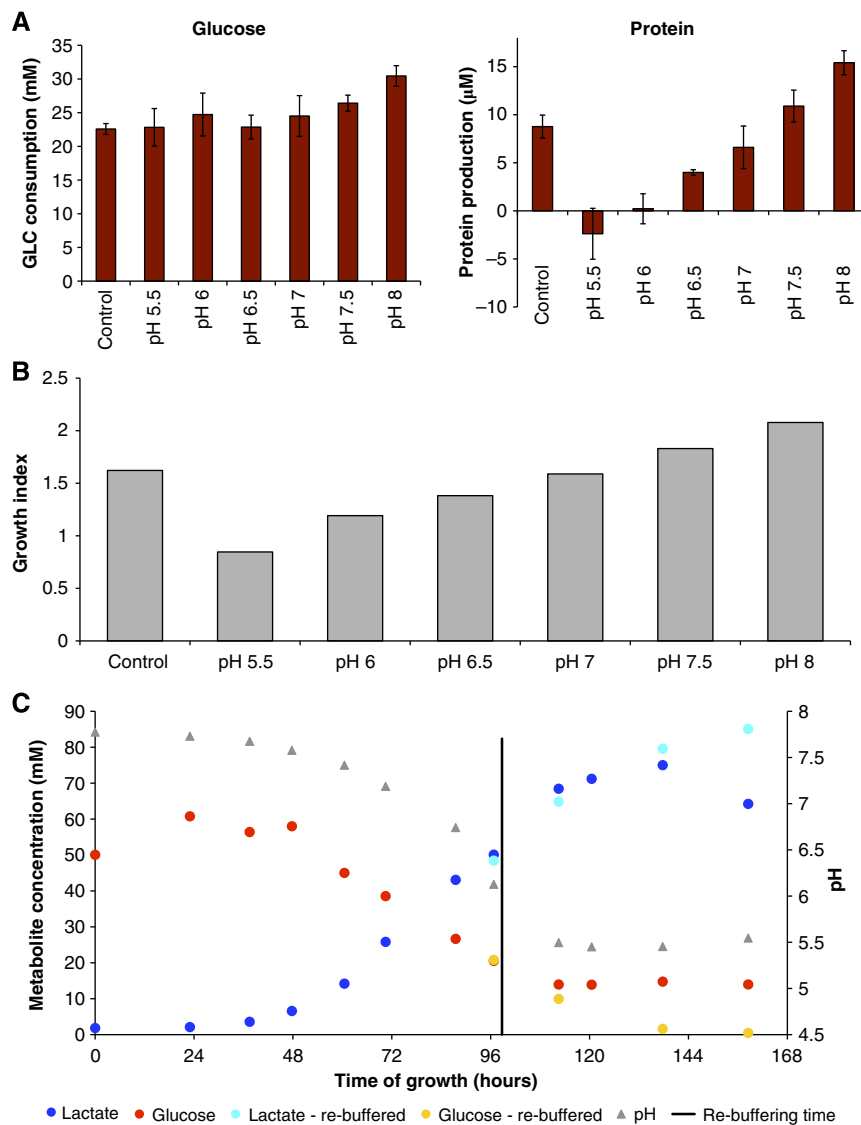 A
Glucose
GLC consumption (mM)
35
30
25
20
15
10
5
0
Control
pH 5.5
pH 6
pH 6.5
pH 7
pH 7.5
pH 8
Protein
Protein production (μM)
15
10
5
0
−5
−10
Control
pH 5.5
pH 6
pH 6.5
pH 7
pH 7.5
pH 8
B
Growth index
2.5
2
1.5
1
0.5
0
Control pH 5.5 pH 6 pH 6.5 pH 7 pH 7.5 pH 8
C
Metabolite concentration (mM)
90
80
70
60
50
40
30
20
10
0
8
7.5
7
6.5
6
5.5
5
4.5
pH
0 24 48 72 96 120 144 168
Time of growth (hours)
Lactate Glucose Lactate - re-buffered Glucose - re-buffered pH Re-buffering time